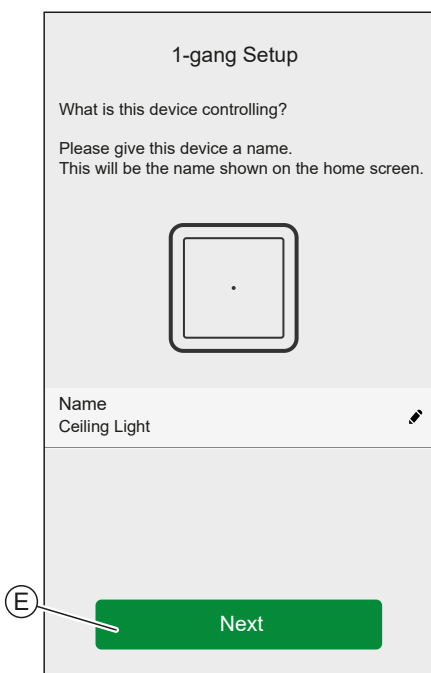 1-gang Setup
What is this device controlling?
Please give this device a name.
This will be the name shown on the home screen.
Name
Ceiling Light
E
Next